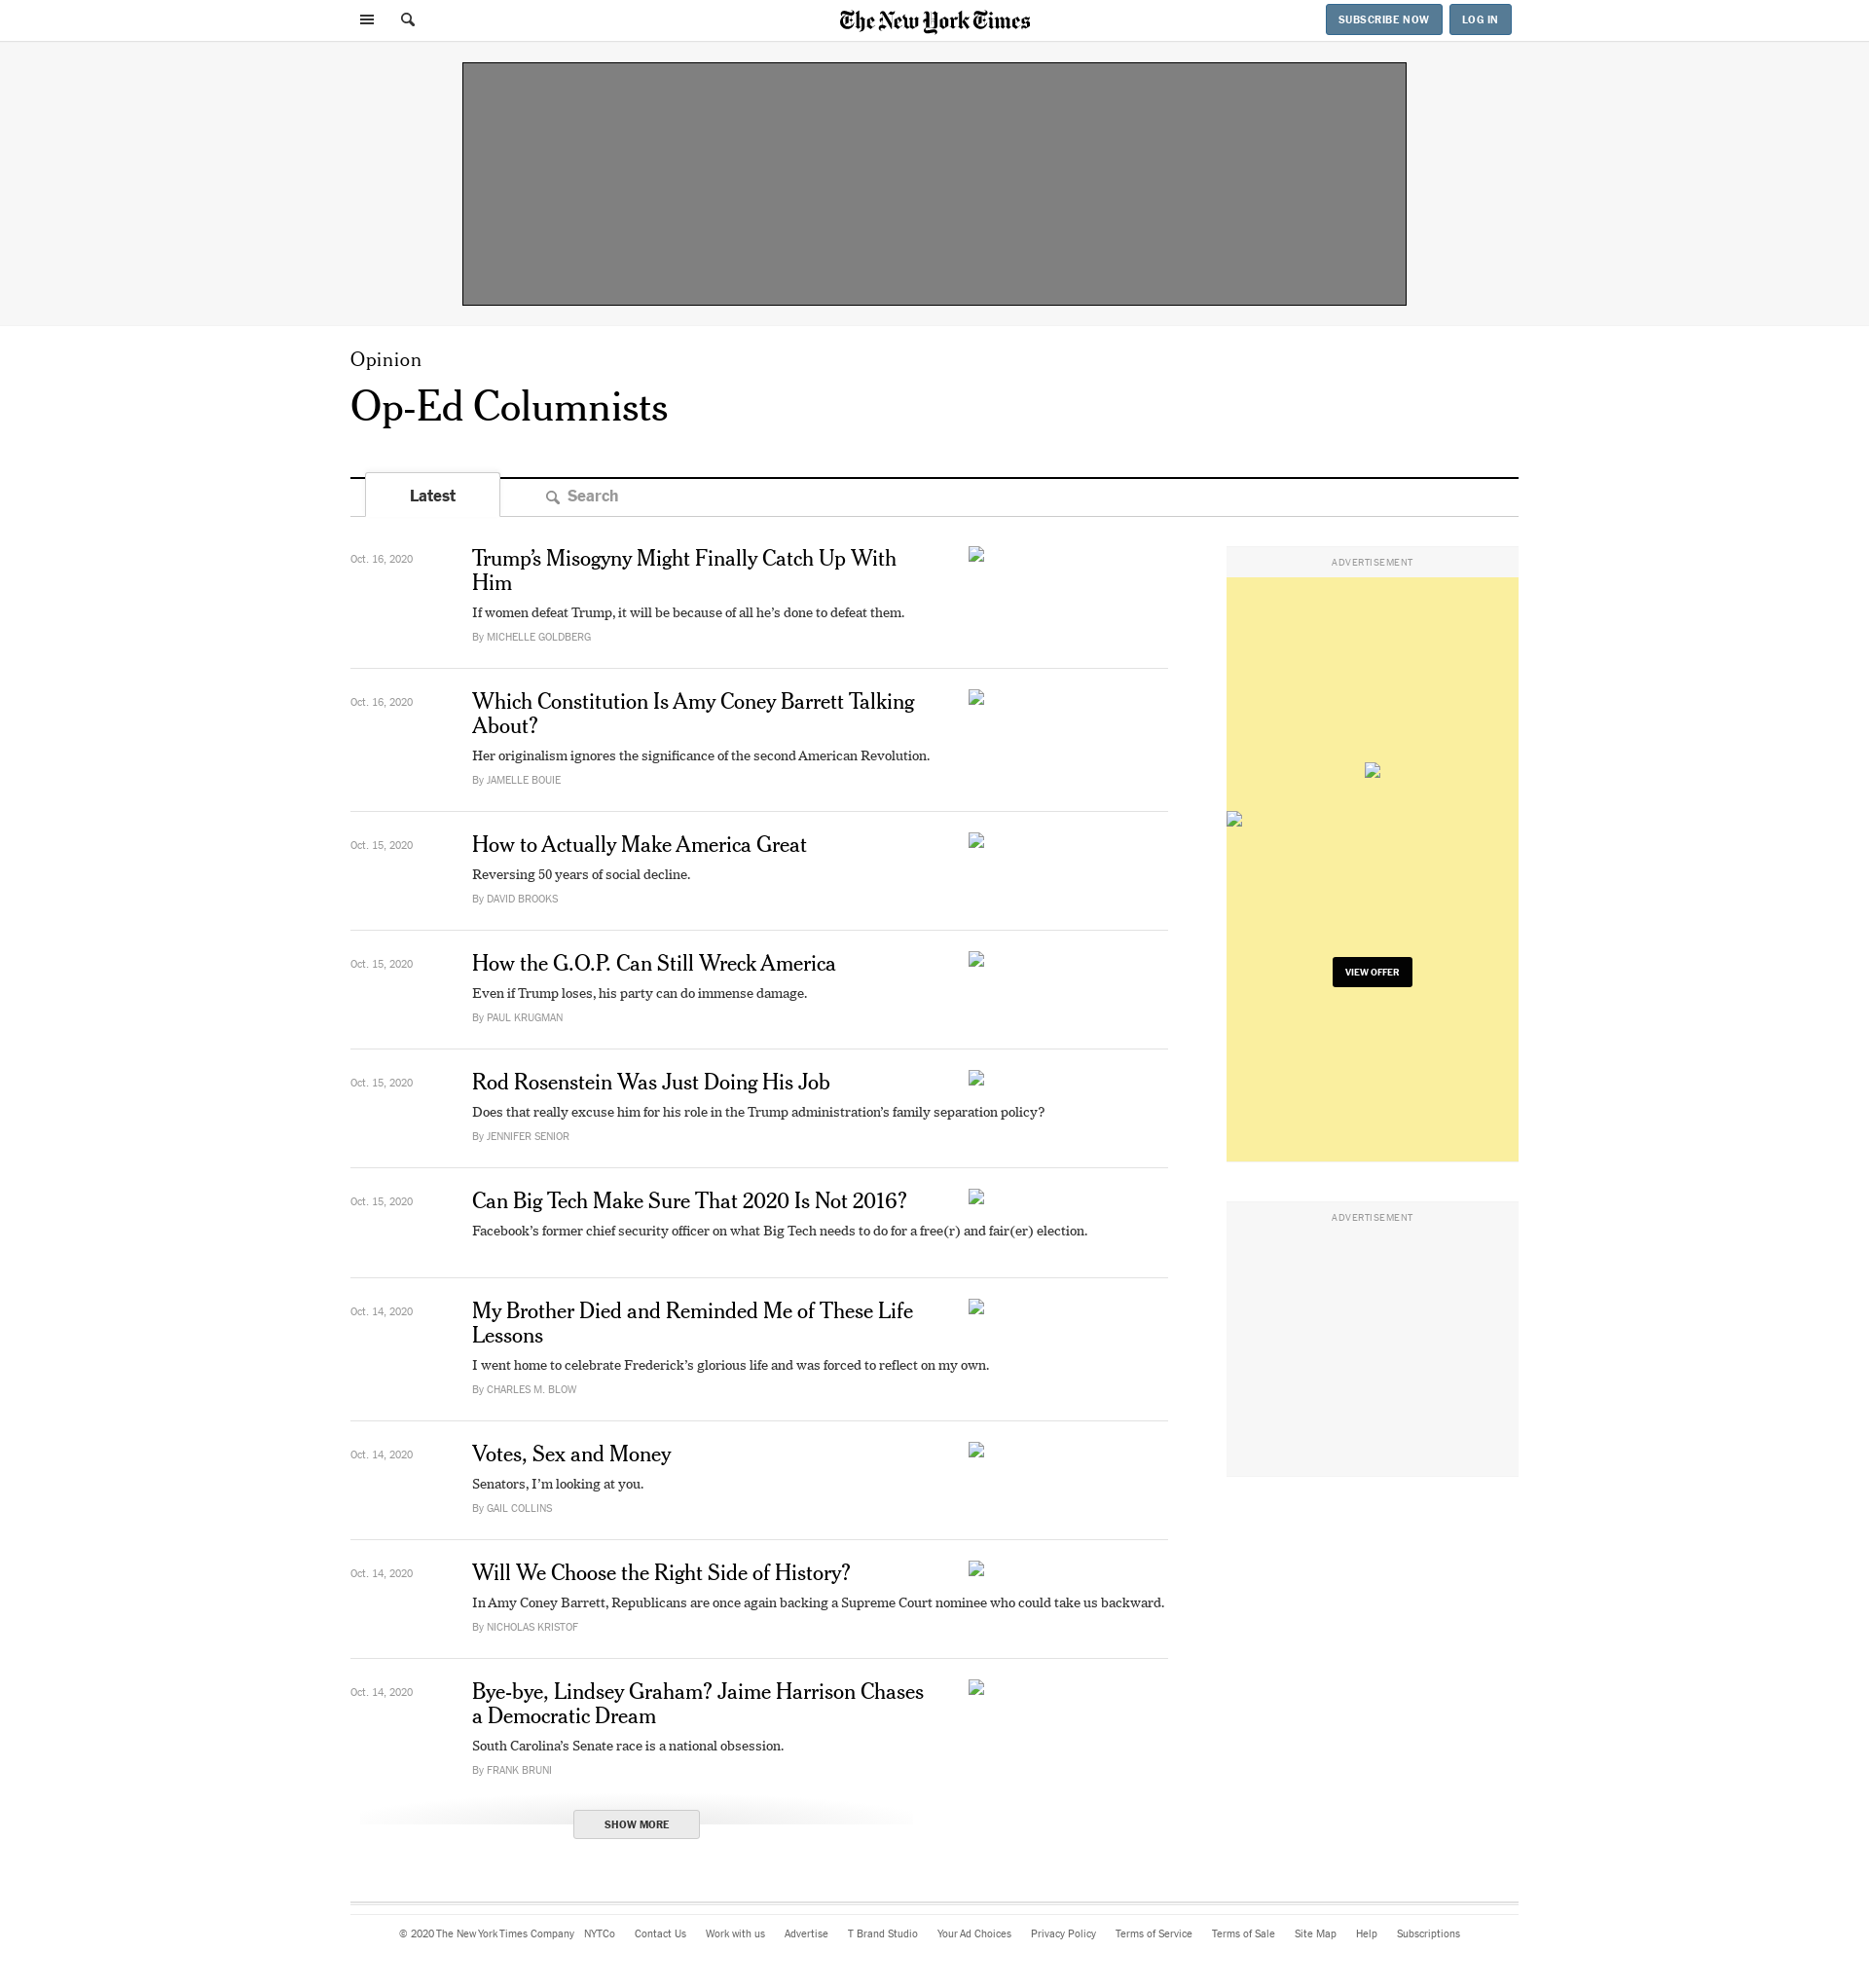 The New York Times
SUBSCRIBE NOW
LOG IN
Opinion
Op-Ed Columnists
Latest
Search
Oct. 16, 2020
Trump’s Misogyny Might Finally Catch Up With
Him
If women defeat Trump, it will be because of all he’s done to defeat them.
By MICHELLE GOLDBERG
Oct. 16, 2020
Which Constitution Is Amy Coney Barrett Talking
About?
Her originalism ignores the significance of the second American Revolution.
By JAMELLE BOUIE
Oct. 15, 2020
How to Actually Make America Great
Reversing 50 years of social decline.
By DAVID BROOKS
Oct. 15, 2020
How the G.O.P. Can Still Wreck America
Even if Trump loses, his party can do immense damage.
By PAUL KRUGMAN
Oct. 15, 2020
Rod Rosenstein Was Just Doing His Job
Does that really excuse him for his role in the Trump administration’s family separation policy?
By JENNIFER SENIOR
Oct. 15, 2020
Can Big Tech Make Sure That 2020 Is Not 2016?
Facebook’s former chief security officer on what Big Tech needs to do for a free(r) and fair(er) election.
Oct. 14, 2020
My Brother Died and Reminded Me of These Life
Lessons
I went home to celebrate Frederick’s glorious life and was forced to reflect on my own.
By CHARLES M. BLOW
Oct. 14, 2020
Votes, Sex and Money
Senators, I’m looking at you.
By GAIL COLLINS
Oct. 14, 2020
Will We Choose the Right Side of History?
In Amy Coney Barrett, Republicans are once again backing a Supreme Court nominee who could take us backward.
By NICHOLAS KRISTOF
Oct. 14, 2020
Bye-bye, Lindsey Graham? Jaime Harrison Chases
a Democratic Dream
South Carolina’s Senate race is a national obsession.
By FRANK BRUNI
SHOW MORE
ADVERTISEMENT
VIEW OFFER
ADVERTISEMENT
© 2020 The New York Times Company NYTCo Contact Us Work with us Advertise T Brand Studio Your Ad Choices Privacy Policy Terms of Service Terms of Sale Site Map Help Subscriptions